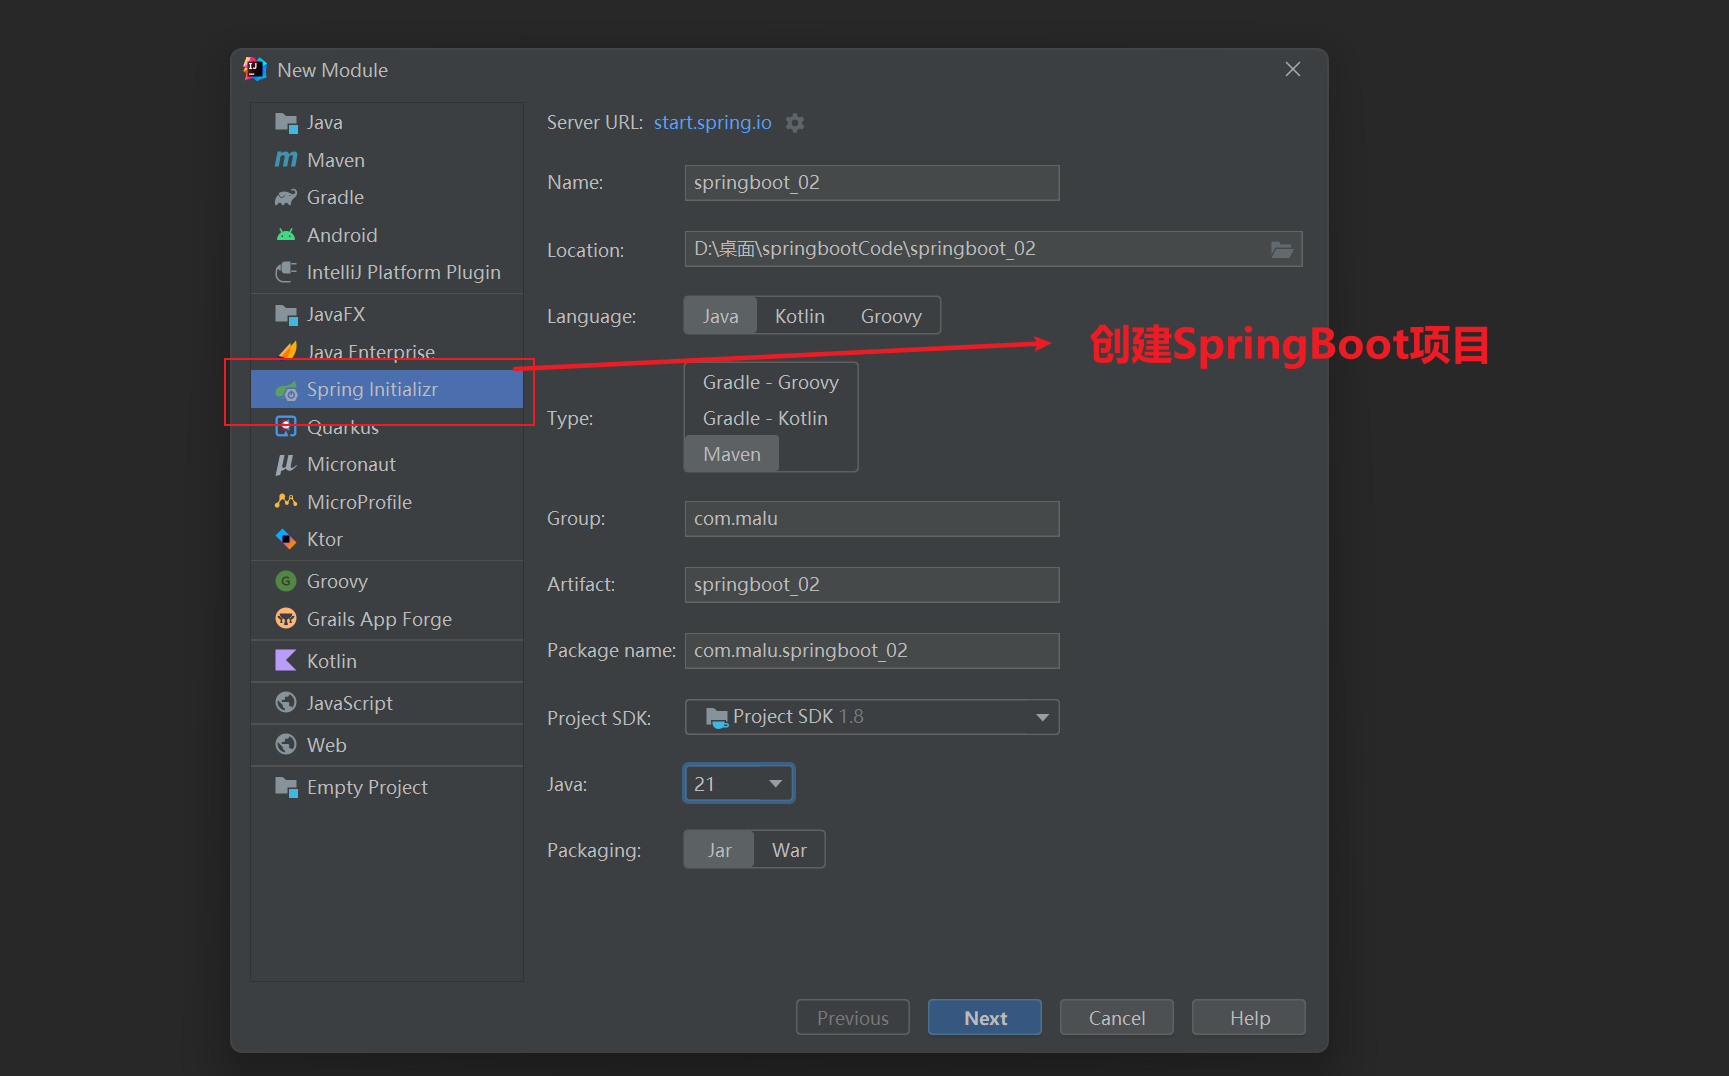 New Module
Java
Maven
Gradle
Android
IntelliJ Platform Plugin
JavaFX
Java Enterprise
Spring Initializr
Quarkus
Micronaut
MicroProfile
Ktor
Groovy
Grails App Forge
Kotlin
JavaScript
Web
Empty Project
Server URL: start.spring.io
Name: springboot_02
Location: D:\桌面\springbootCode\springboot_02
Language: Java Kotlin Groovy
创建SpringBoot项目
Type: Gradle - Groovy
Gradle - Kotlin
Maven
Group: com.malu
Artifact: springboot_02
Package name: com.malu.springboot_02
Project SDK: Project SDK 1.8
Java: 21
Packaging: Jar War
Previous Next Cancel Help